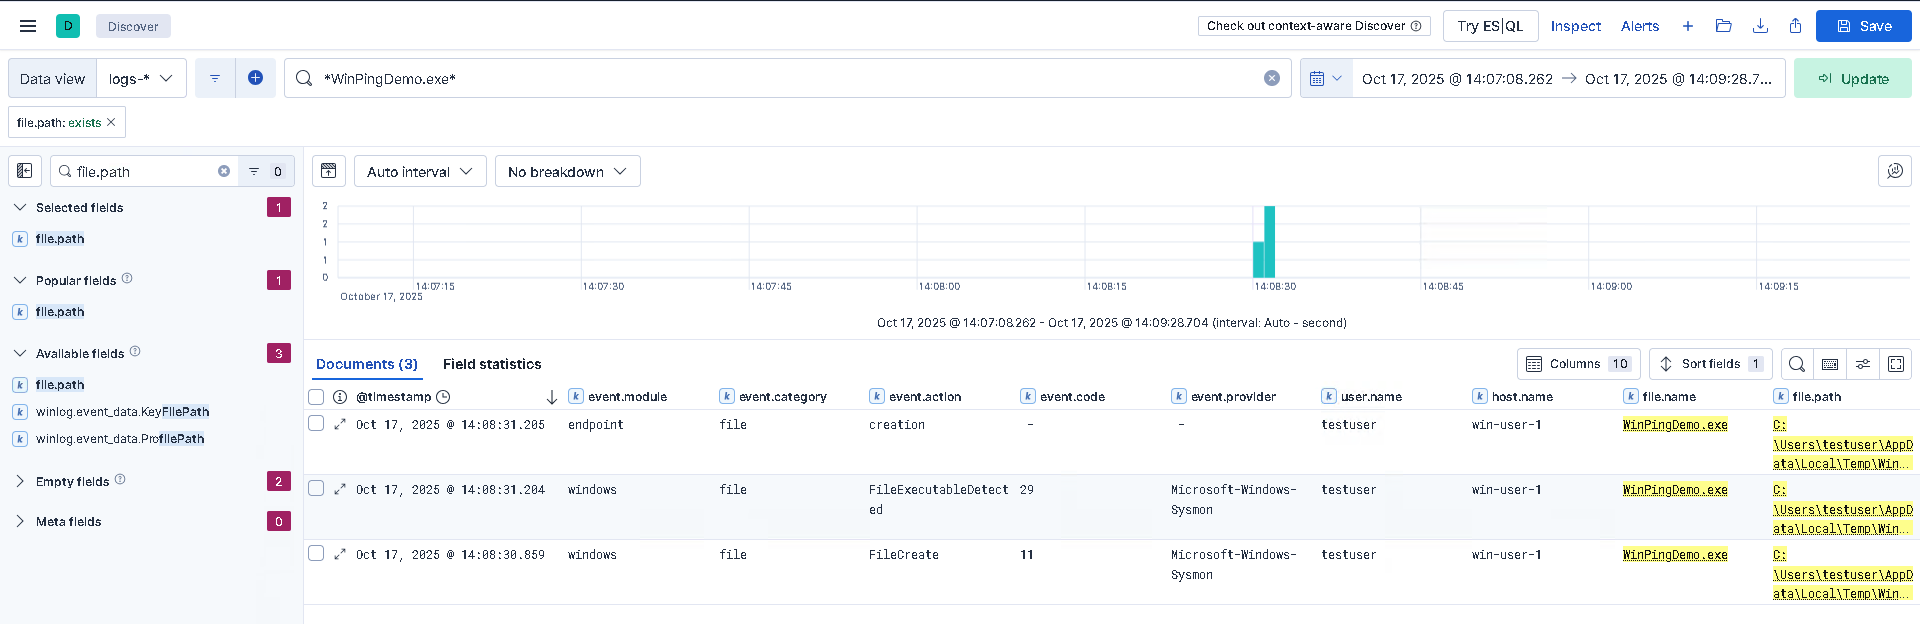 D Discover Check out context-aware Discover Try ES|QL Inspect Alerts Save
Data view logs-* *WinPingDemo.exe* Oct 17, 2025 @ 14:07:08.262 → Oct 17, 2025 @ 14:09:28.7... Update
file.path: exists
file.path 0 Auto interval No breakdown
Selected fields 1
k file.path
Popular fields 1
k file.path
Available fields 3
k file.path
k winlog.event_data.KeyFilePath
k winlog.event_data.ProfilePath
Empty fields 2
Meta fields 0
2
2
1
1
0
14:07:15 14:07:30 14:07:45 14:08:00 14:08:15 14:08:30 14:08:45 14:09:00 14:09:15
October 17, 2025
Oct 17, 2025 @ 14:07:08.262 - Oct 17, 2025 @ 14:09:28.704 (interval: Auto - second)
Documents (3) Field statistics Columns 10 Sort fields 1
@timestamp k event.module k event.category k event.action k event.code k event.provider k user.name k host.name k file.name k file.path
Oct 17, 2025 @ 14:08:31.205 endpoint file creation - - testuser win-user-1 WinPingDemo.exe C:
\Users\testuser\AppD
ata\Local\Temp\Win...
Oct 17, 2025 @ 14:08:31.204 windows file FileExecutableDetect 29 Microsoft-Windows- testuser win-user-1 WinPingDemo.exe C:
ed Sysmon \Users\testuser\AppD
ata\Local\Temp\Win...
Oct 17, 2025 @ 14:08:30.859 windows file FileCreate 11 Microsoft-Windows- testuser win-user-1 WinPingDemo.exe C:
Sysmon \Users\testuser\AppD
ata\Local\Temp\Win...